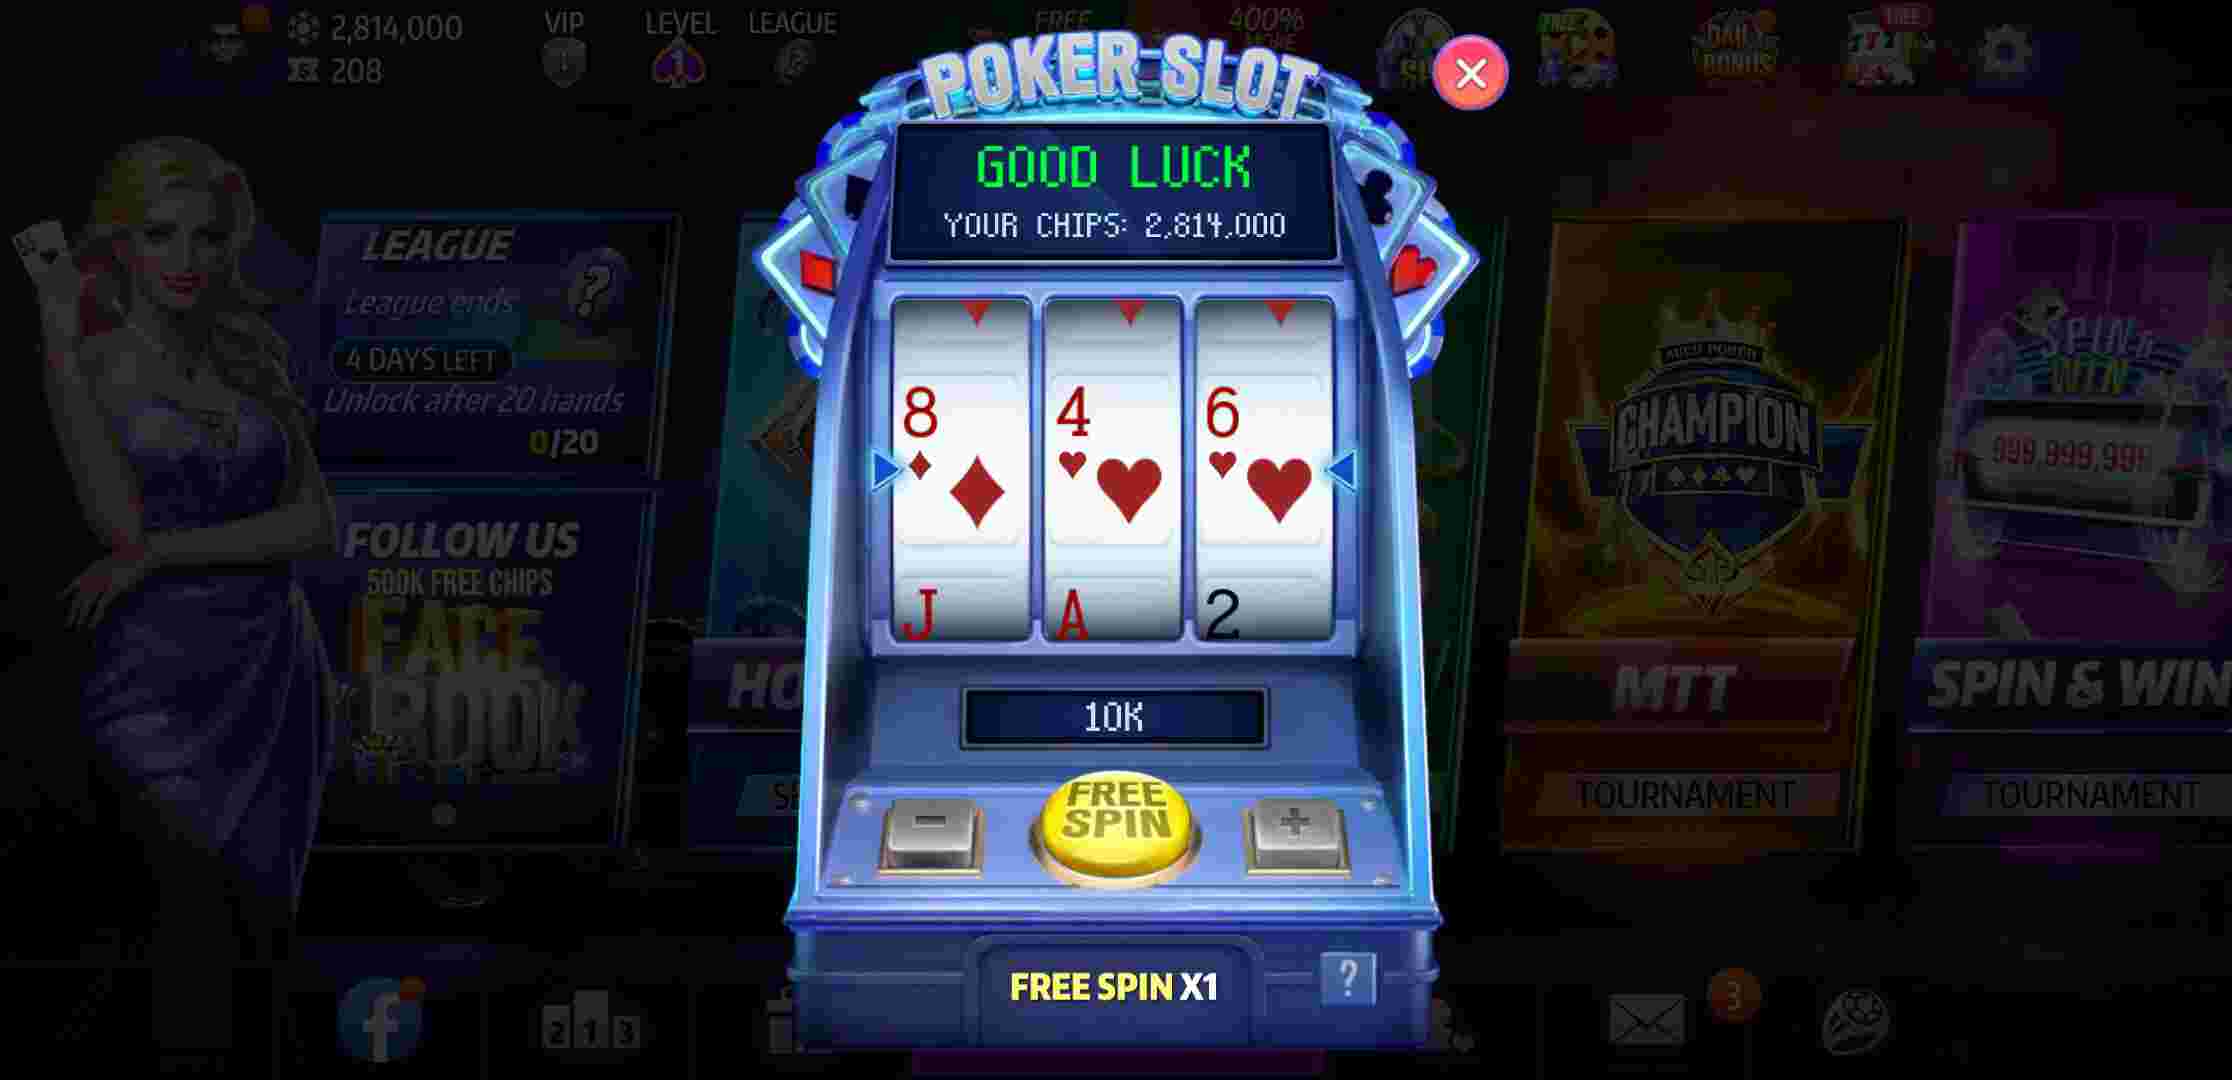 2,814,000
208
VIP
LEVEL
1
LEAGUE
FREE
400%
MORE
FREE
DAILY
BONUS
FREE
POKER SLOT
GOOD LUCK
YOUR CHIPS: 2,814,000
8
4
6
J
A
2
10K
FREE
SPIN
-
+
FREE SPIN X1
?
LEAGUE
League ends
?
4 DAYS LEFT
Unlock after 20 hands
0/20
FOLLOW US
500K FREE CHIPS
FACE
BOOK
HO
CHAMPION
MTT
TOURNAMENT
SPIN &
WIN
999,999,99
SPIN & WIN
TOURNAMENT
f
2 1 3
3